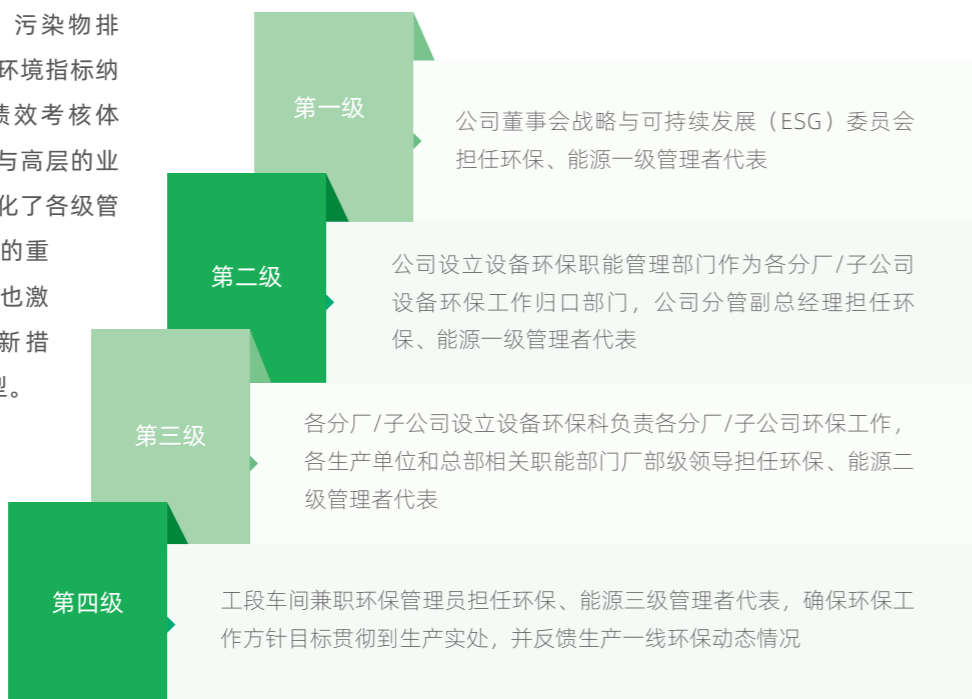 污染物排
环境指标纳
绩效考核体
与高层的业
化了各级管
的重
也激
新措
型。
第一级
公司董事会战略与可持续发展（ESG）委员会
担任环保、能源一级管理者代表
第二级
公司设立设备环保职能管理部门作为各分厂/子公司
设备环保工作归口部门，公司分管副总经理担任环
保、能源一级管理者代表
第三级
各分厂/子公司设立设备环保科负责各分厂/子公司环保工作，
各生产单位和总部相关职能部门厂部级领导担任环保、能源二
级管理者代表
第四级
工段车间兼职环保管理员担任环保、能源三级管理者代表，确保环保工
作方针目标贯彻到生产实处，并反馈生产一线环保动态情况